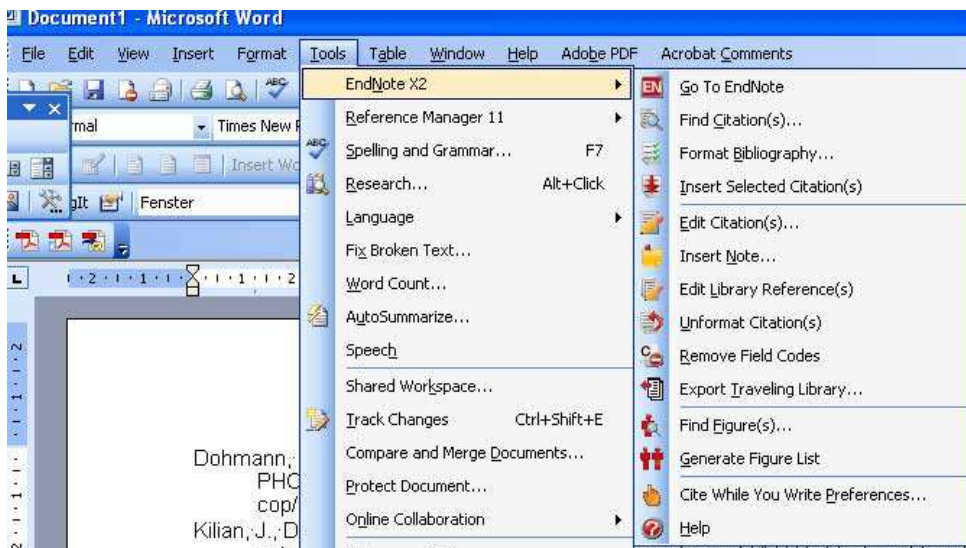 Document1 - Microsoft Word
File Edit View Insert Format Tools Table Window Help Adobe PDF Acrobat Comments
EndNote X2
Go To EndNote
Times New
Reference Manager 11
Find Citation(s)...
Spelling and Grammar... F7
Format Bibliography...
Insert
Research... Alt+Click
Insert Selected Citation(s)
Fenster
Language
Edit Citation(s)...
Fix Broken Text...
Insert Note...
Word Count...
Edit Library Reference(s)
AutoSummarize...
Unformat Citation(s)
Speech
Remove Field Codes
Shared Workspace...
Export Traveling Library...
Track Changes Ctrl+Shift+E
Find Figure(s)...
Dohmann,
Compare and Merge Documents...
Generate Figure List
PHO
Protect Document...
Cite While You Write Preferences...
cop/
Online Collaboration
Help
Kilian, J., D